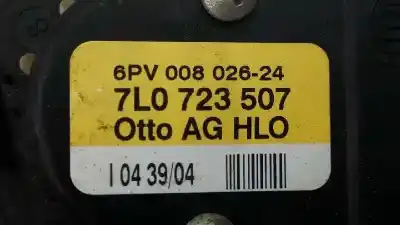 6PV 008 026-24
7L0 723 507
Otto AG HLO
I 04 39/04